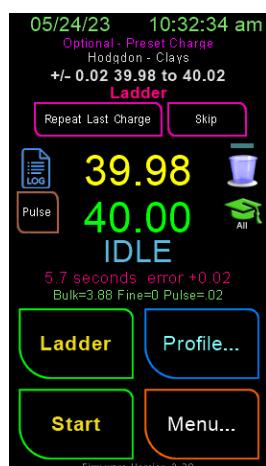 05/24/23 10:32:34 am
Optional - Preset Charge
Hodgdon - Clays
+/- 0.02 39.98 to 40.02
Ladder
Repeat Last Charge Skip
LOG 39.98
Pulse 40.00 All
IDLE
5.7 seconds error +0.02
Bulk=3.88 Fine=0 Pulse=.02
Ladder Profile...
Start Menu...